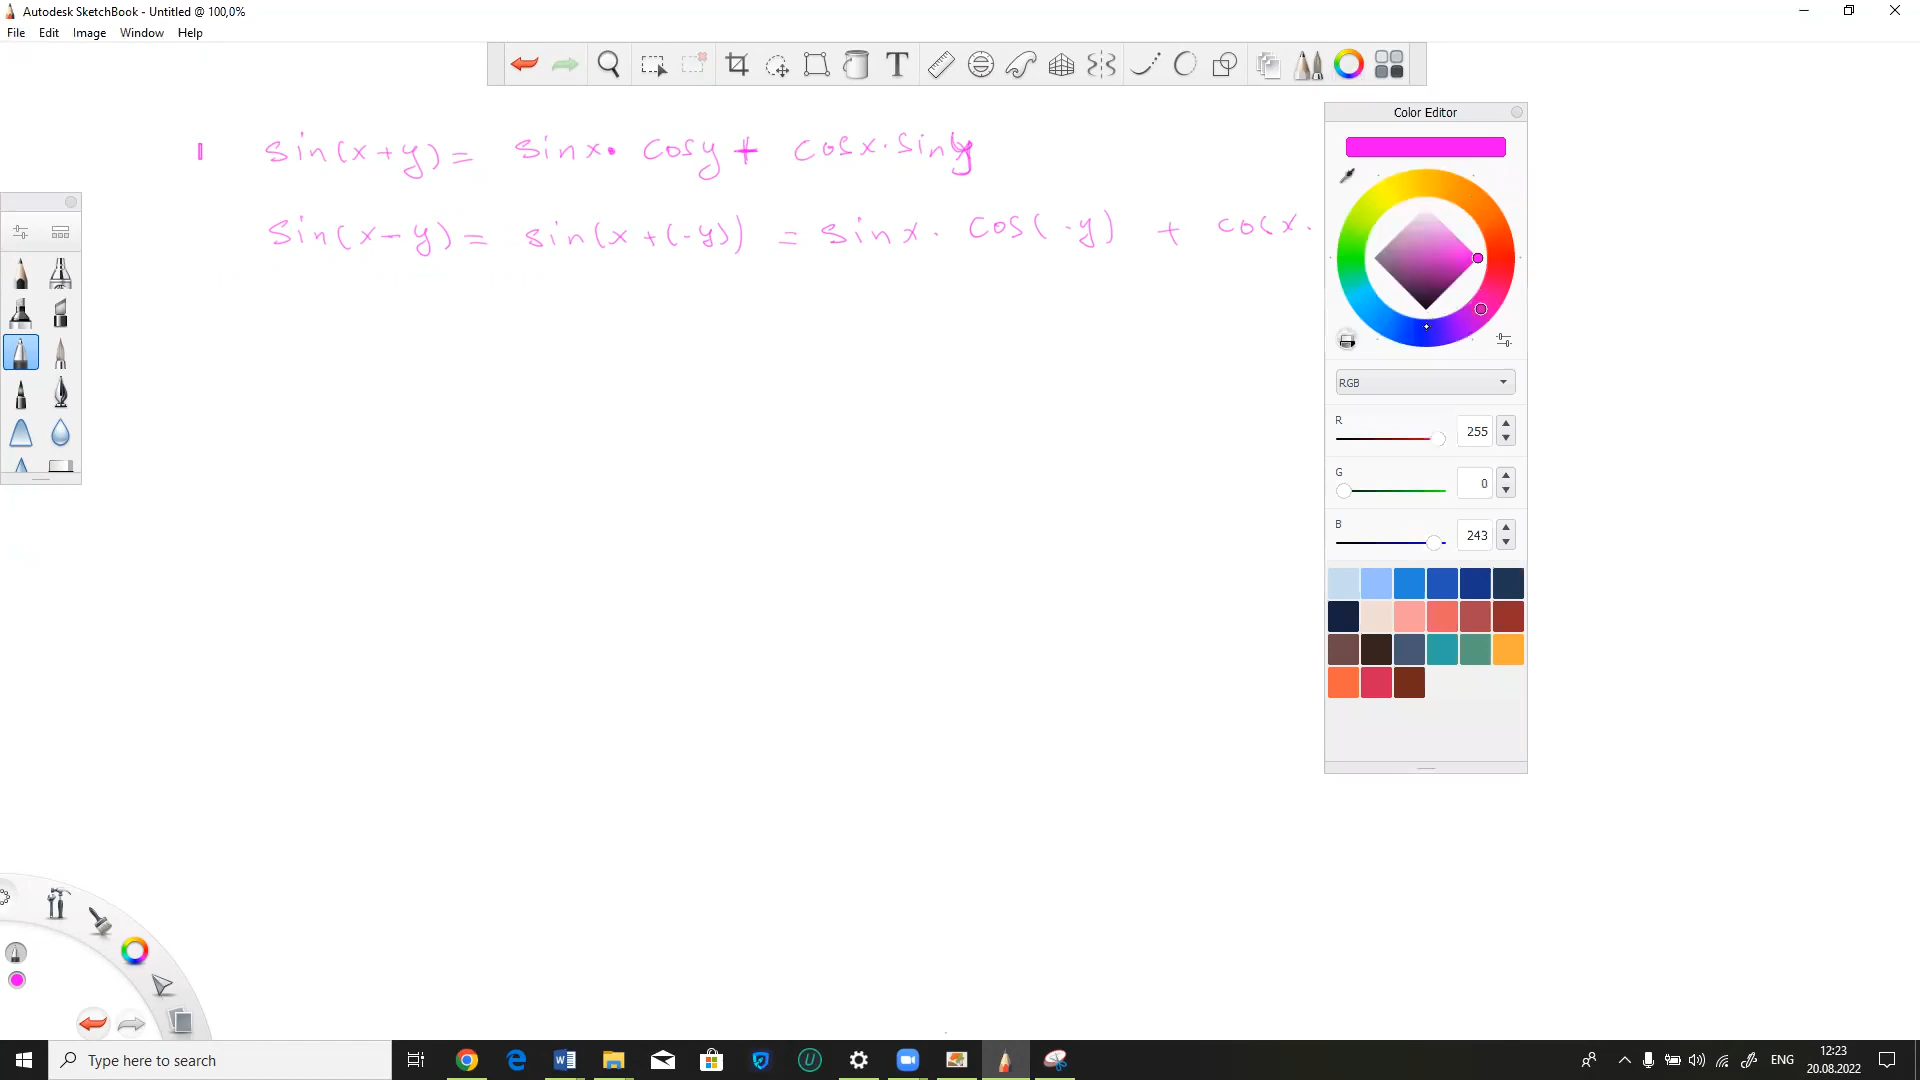 Autodesk SketchBook - Untitled @ 100,0%
File Edit Image Window Help
T
Color Editor
1 sin(x+y)= sinx· cosy + cosx·siny
sin(x-y)= sin(x+(-y)) = sinx· cos(-y) + cosx·
RGB
R
255
G
0
B
243
Type here to search
ENG
12:23
20.08.2022